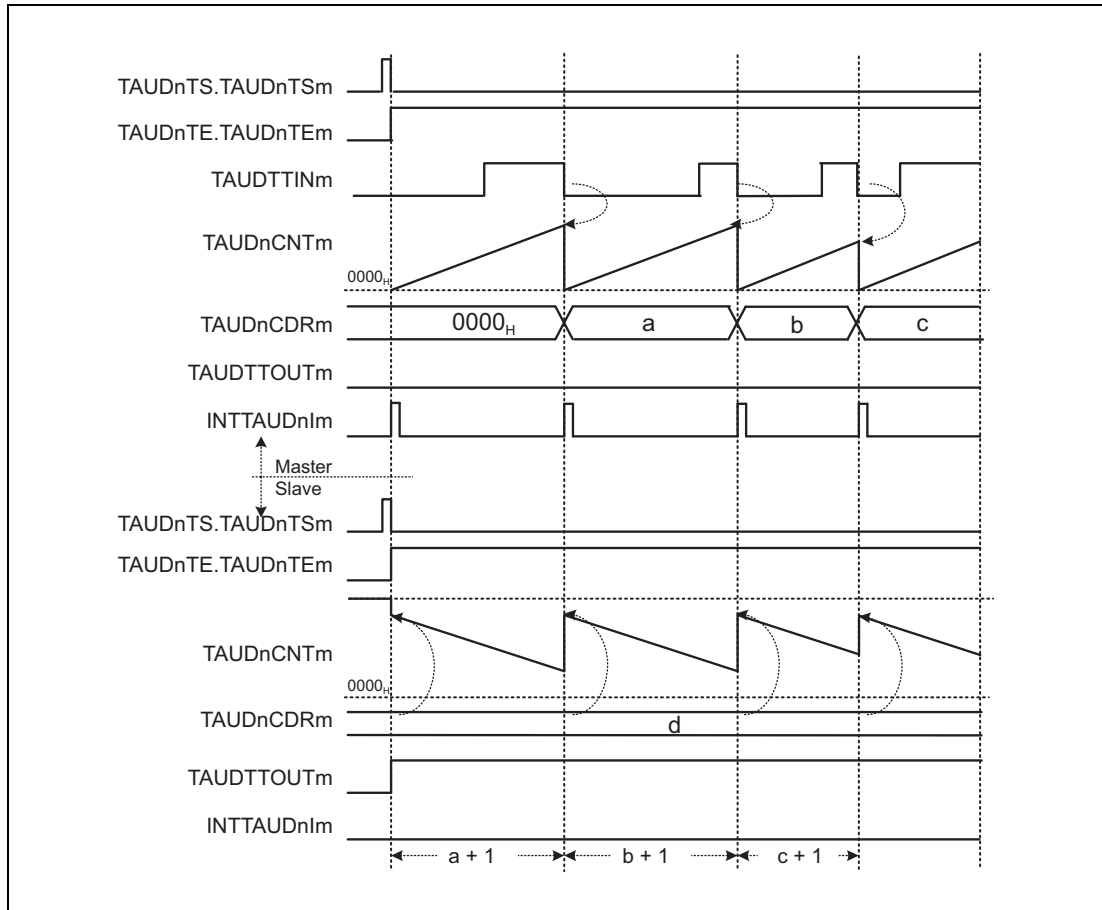 TAUDnTS.TAUDnTSm
TAUDnTE.TAUDnTEm
TAUDTTINm
TAUDnCNTm
0000H
TAUDnCDRm
0000H a b c
TAUDTTOUTm
INTTAUDnIm
Master
Slave
TAUDnTS.TAUDnTSm
TAUDnTE.TAUDnTEm
TAUDnCNTm
0000H
TAUDnCDRm
d
TAUDTTOUTm
INTTAUDnIm
a + 1 b + 1 c + 1